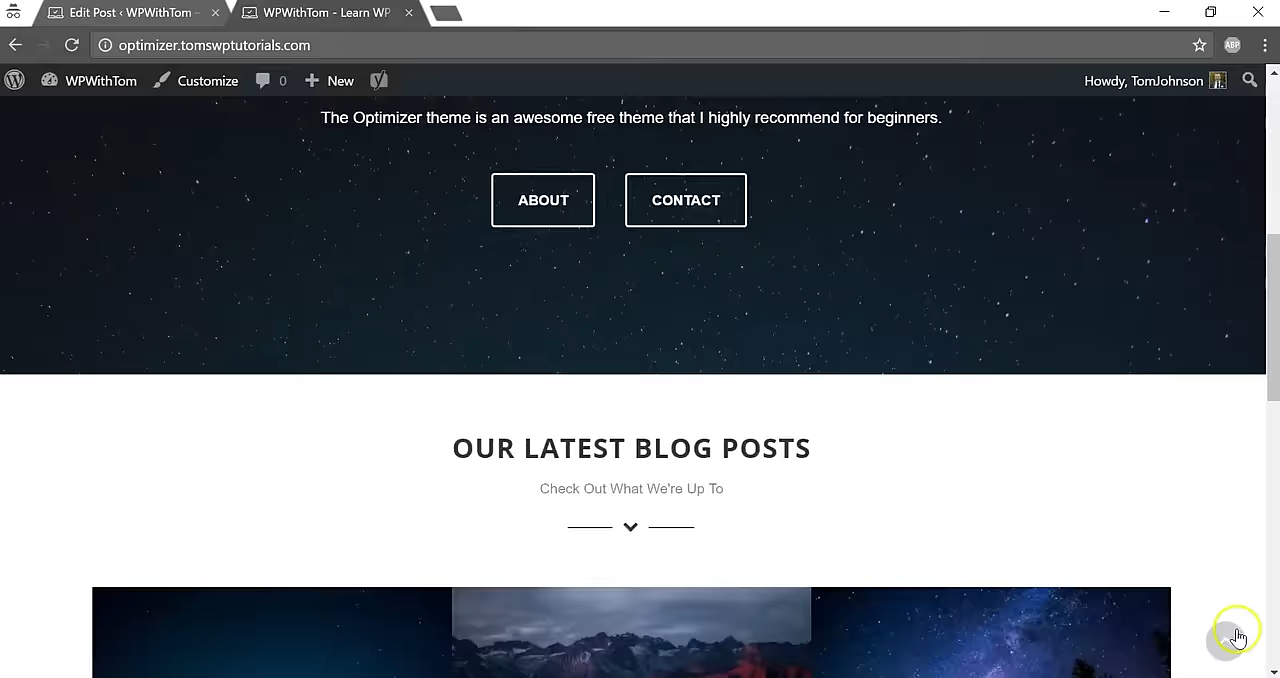 Edit Post ‹ WPWithTom -
WPWithTom - Learn WP
optimizer.tomswptutorials.com
ABP
WPWithTom
Customize
0
New
Howdy, TomJohnson
The Optimizer theme is an awesome free theme that I highly recommend for beginners.
ABOUT
CONTACT
OUR LATEST BLOG POSTS
Check Out What We're Up To